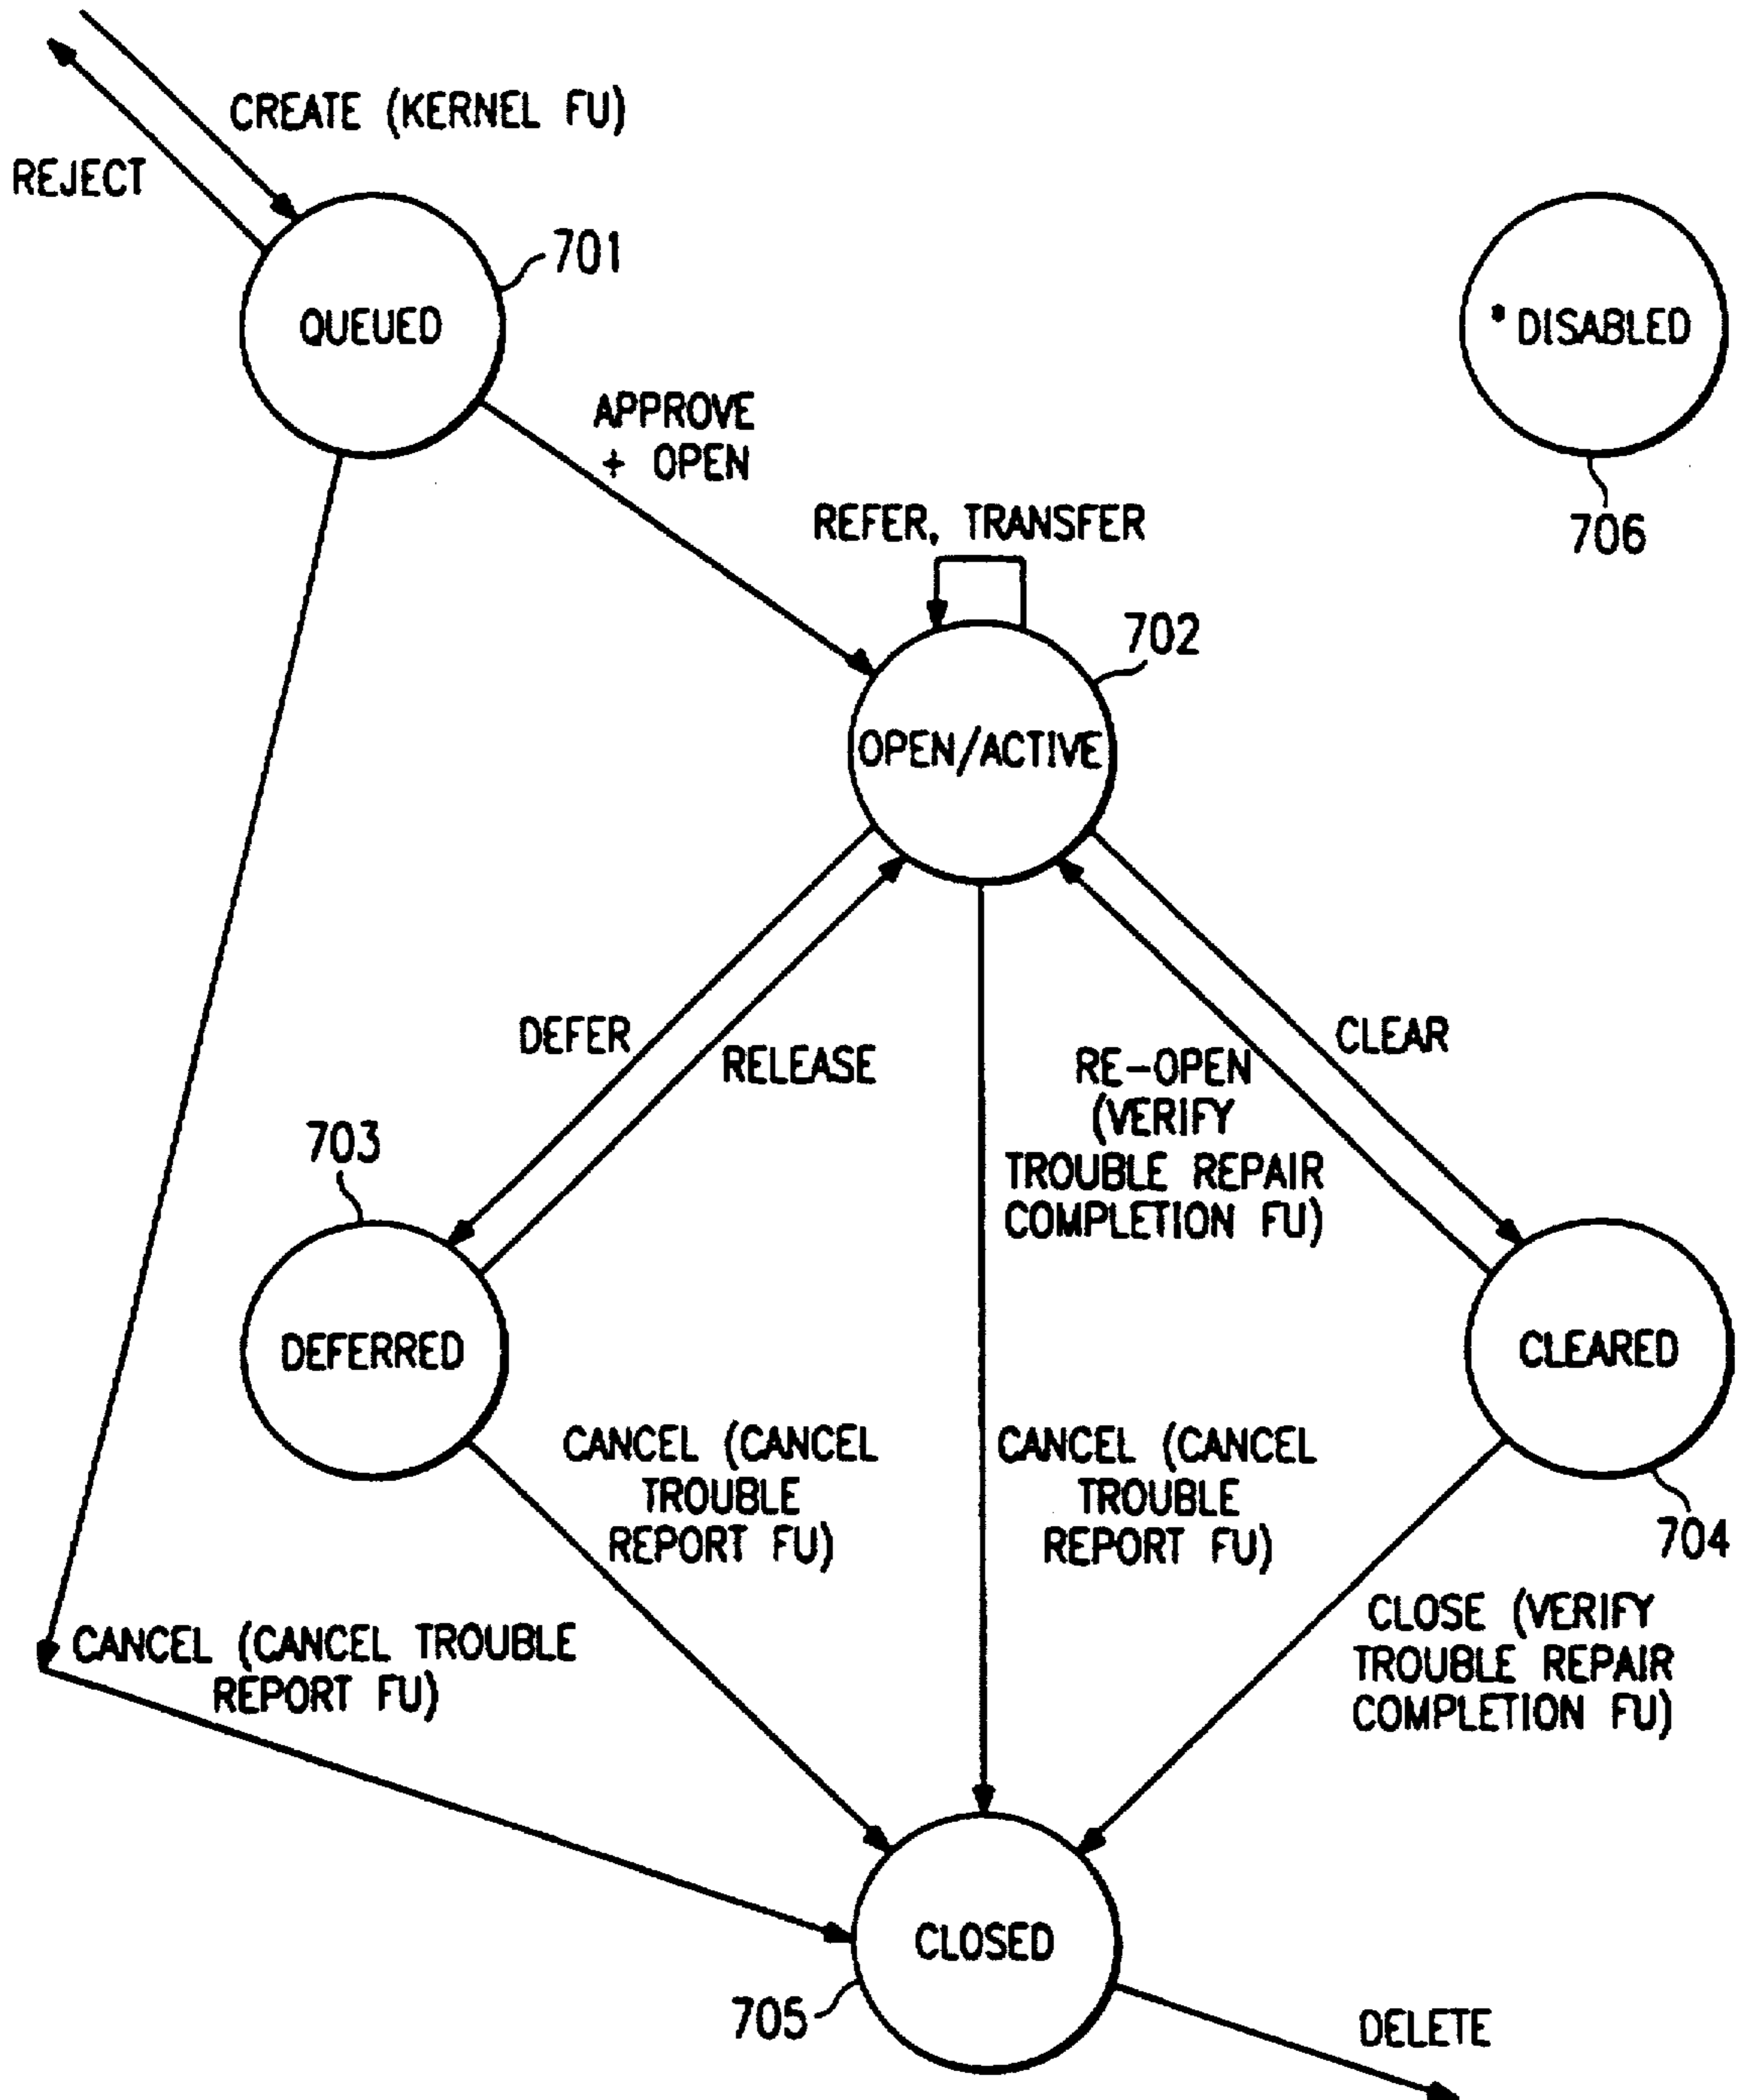 CREATE (KERNEL FU)
REJECT
701
QUEUED
* DISABLED
706
APPROVE
+ OPEN
REFER, TRANSFER
702
OPEN/ACTIVE
DEFER
RELEASE
RE-OPEN
(VERIFY
TROUBLE REPAIR
COMPLETION FU)
CLEAR
703
DEFERRED
CLEARED
704
CANCEL (CANCEL
TROUBLE
REPORT FU)
CANCEL (CANCEL
TROUBLE
REPORT FU)
CLOSE (VERIFY
TROUBLE REPAIR
COMPLETION FU)
CANCEL (CANCEL TROUBLE
REPORT FU)
CLOSED
705
DELETE